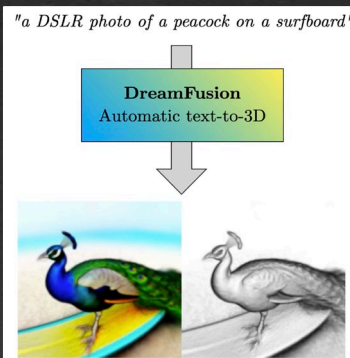 "a DSLR photo of a peacock on a surfboard"
DreamFusion
Automatic text-to-3D